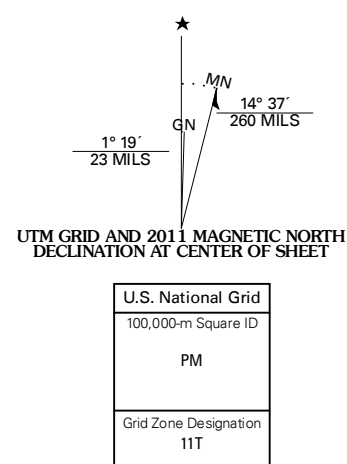 MN
GN
14° 37´
260 MILS
1° 19´
23 MILS
UTM GRID AND 2011 MAGNETIC NORTH
DECLINATION AT CENTER OF SHEET
U.S. National Grid
100,000-m Square ID
PM
Grid Zone Designation
11T